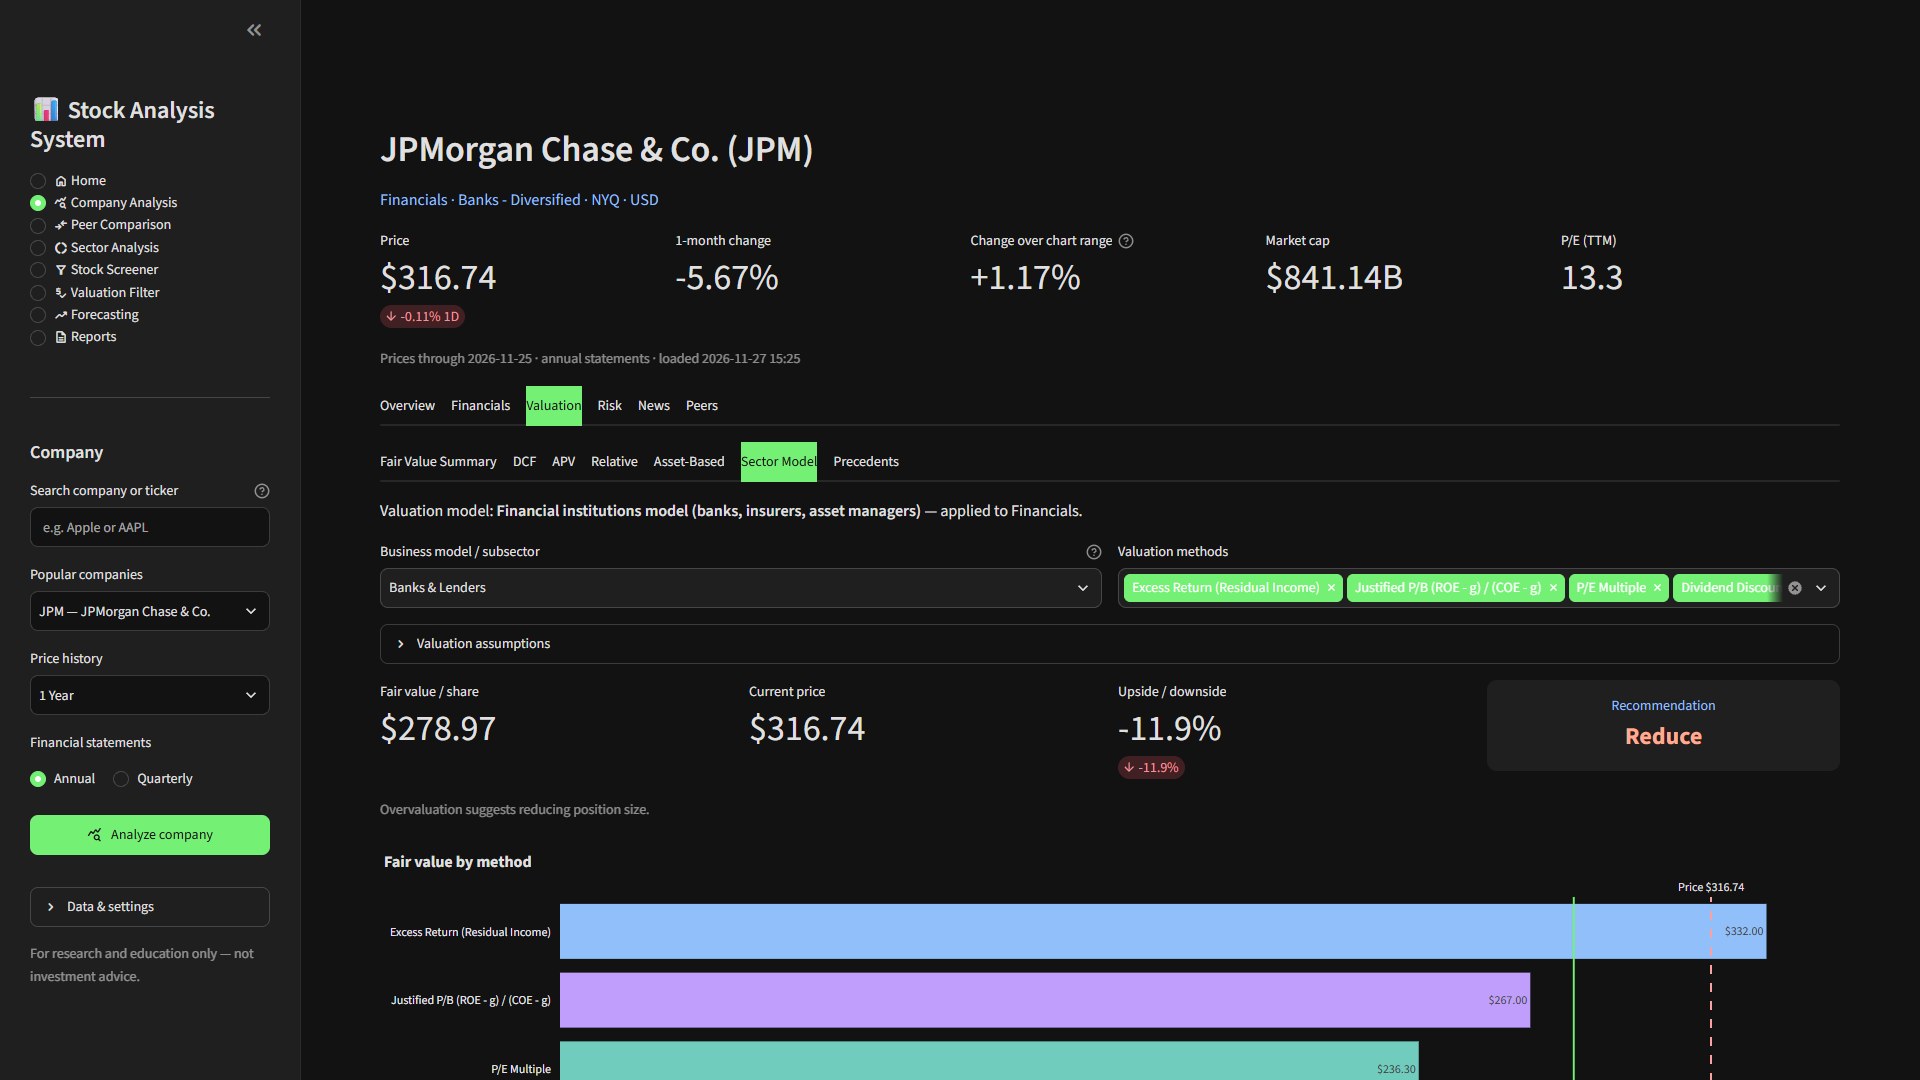 Stock Analysis
System
Home
Company Analysis
Peer Comparison
Sector Analysis
Stock Screener
Valuation Filter
Forecasting
Reports
Company
Search company or ticker
e.g. Apple or AAPL
Popular companies
JPM — JPMorgan Chase & Co.
Price history
1 Year
Financial statements
Annual Quarterly
Analyze company
Data & settings
For research and education only — not
investment advice.
JPMorgan Chase & Co. (JPM)
Financials · Banks - Diversified · NYQ · USD
Price 1-month change Change over chart range Market cap P/E (TTM)
$316.74 -5.67% +1.17% $841.14B 13.3
-0.11% 1D
Prices through 2026-11-25 · annual statements · loaded 2026-11-27 15:25
Overview Financials Valuation Risk News Peers
Fair Value Summary DCF APV Relative Asset-Based Sector Model Precedents
Valuation model: Financial institutions model (banks, insurers, asset managers) — applied to Financials.
Business model / subsector Valuation methods
Banks & Lenders Excess Return (Residual Income) × Justified P/B (ROE - g) / (COE - g) × P/E Multiple × Dividend Discou
Valuation assumptions
Fair value / share Current price Upside / downside Recommendation
$278.97 $316.74 -11.9% Reduce
-11.9%
Overvaluation suggests reducing position size.
Fair value by method
Price $316.74
Excess Return (Residual Income) $332.00
Justified P/B (ROE - g) / (COE - g) $267.00
P/E Multiple $236.30